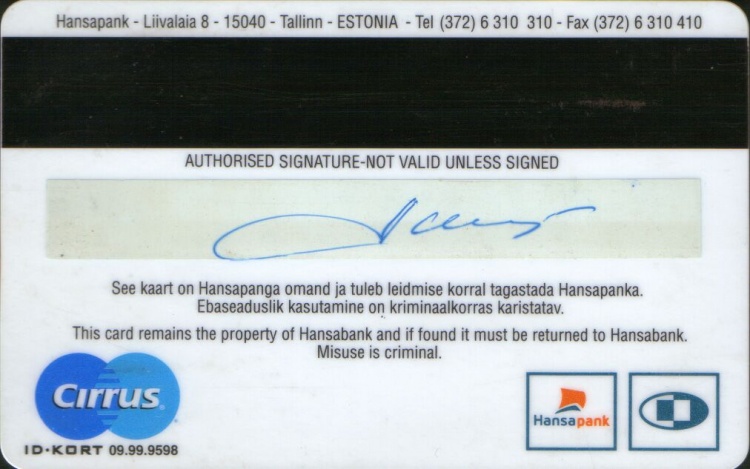 Hansapank - Liivalaia 8 - 15040 - Tallinn - ESTONIA - Tel (372) 6 310 310 - Fax (372) 6 310 410
AUTHORISED SIGNATURE-NOT VALID UNLESS SIGNED
See kaart on Hansapanga omand ja tuleb leidmise korral tagastada Hansapanka.
Ebaseaduslik kasutamine on kriminaalkorras karistatav.
This card remains the property of Hansabank and if found it must be returned to Hansabank.
Misuse is criminal.
Cirrus
Hansapank
ID-KORT 09.99.9598